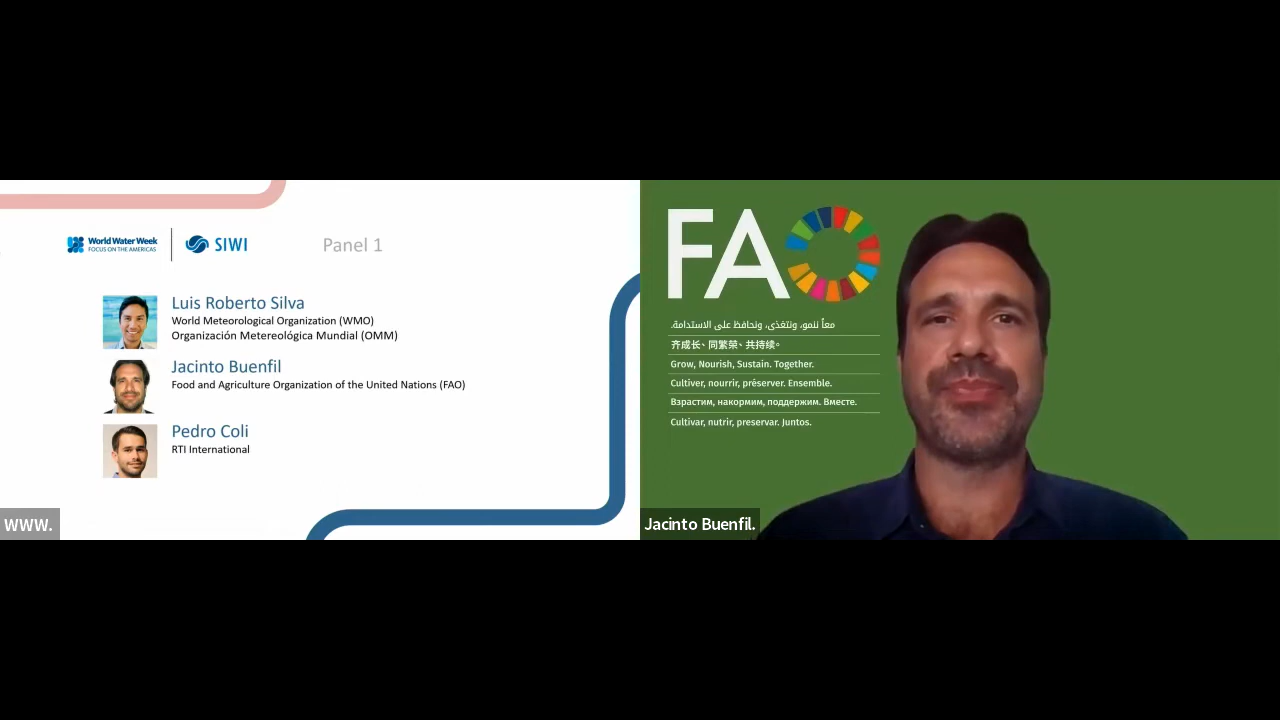 World Water Week
FOCUS ON THE AMERICAS
SIWI
Panel 1
Luis Roberto Silva
World Meteorological Organization (WMO)
Organización Metereológica Mundial (OMM)
Jacinto Buenfil
Food and Agriculture Organization of the United Nations (FAO)
Pedro Coli
RTI International
WWW.
FAO
معاً ننمو، ونتغذى، ونحافظ على الاستدامة.
齐成长、同繁荣、共持续。
Grow, Nourish, Sustain. Together.
Cultiver, nourrir, préserver. Ensemble.
Взрастим, накормим, поддержим. Вместе.
Cultivar, nutrir, preservar. Juntos.
Jacinto Buenfil.